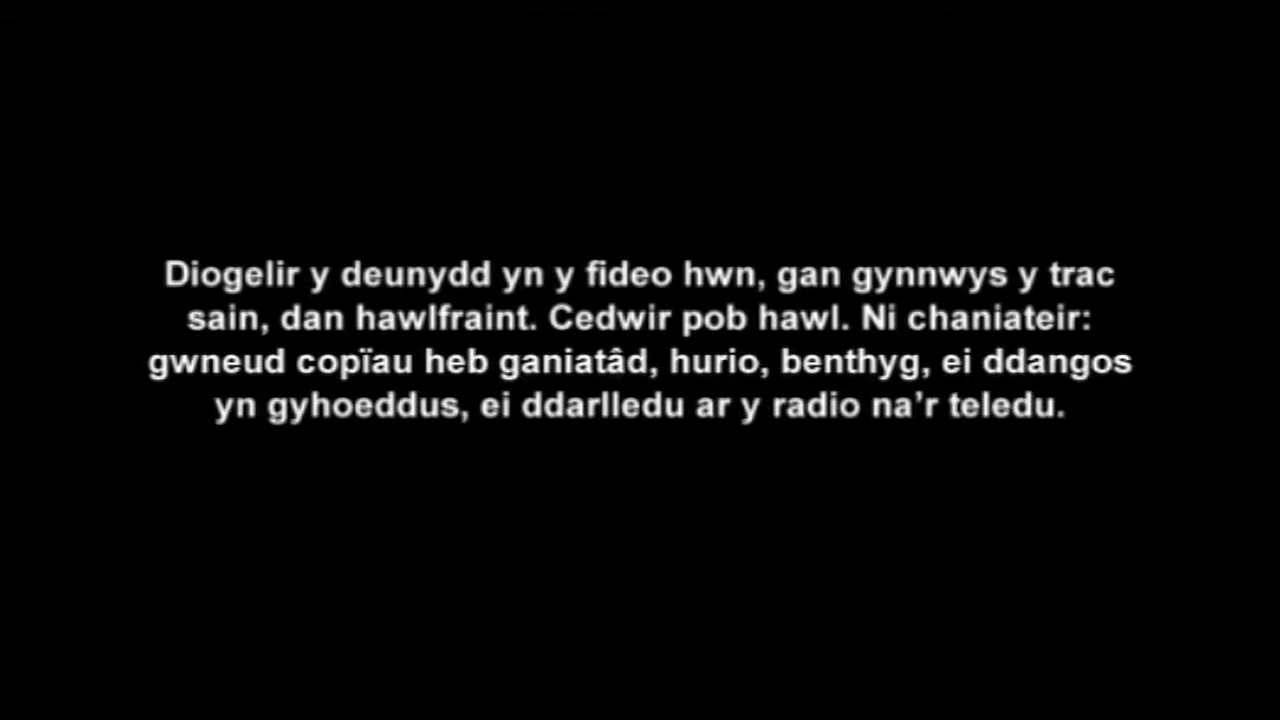 Diogelir y deunydd yn y fideo hwn, gan gynnwys y trac
sain, dan hawlfraint. Cedwir pob hawl. Ni chaniateir:
gwneud copïau heb ganiatâd, hurio, benthyg, ei ddangos
yn gyhoeddus, ei ddarlledu ar y radio na’r teledu.